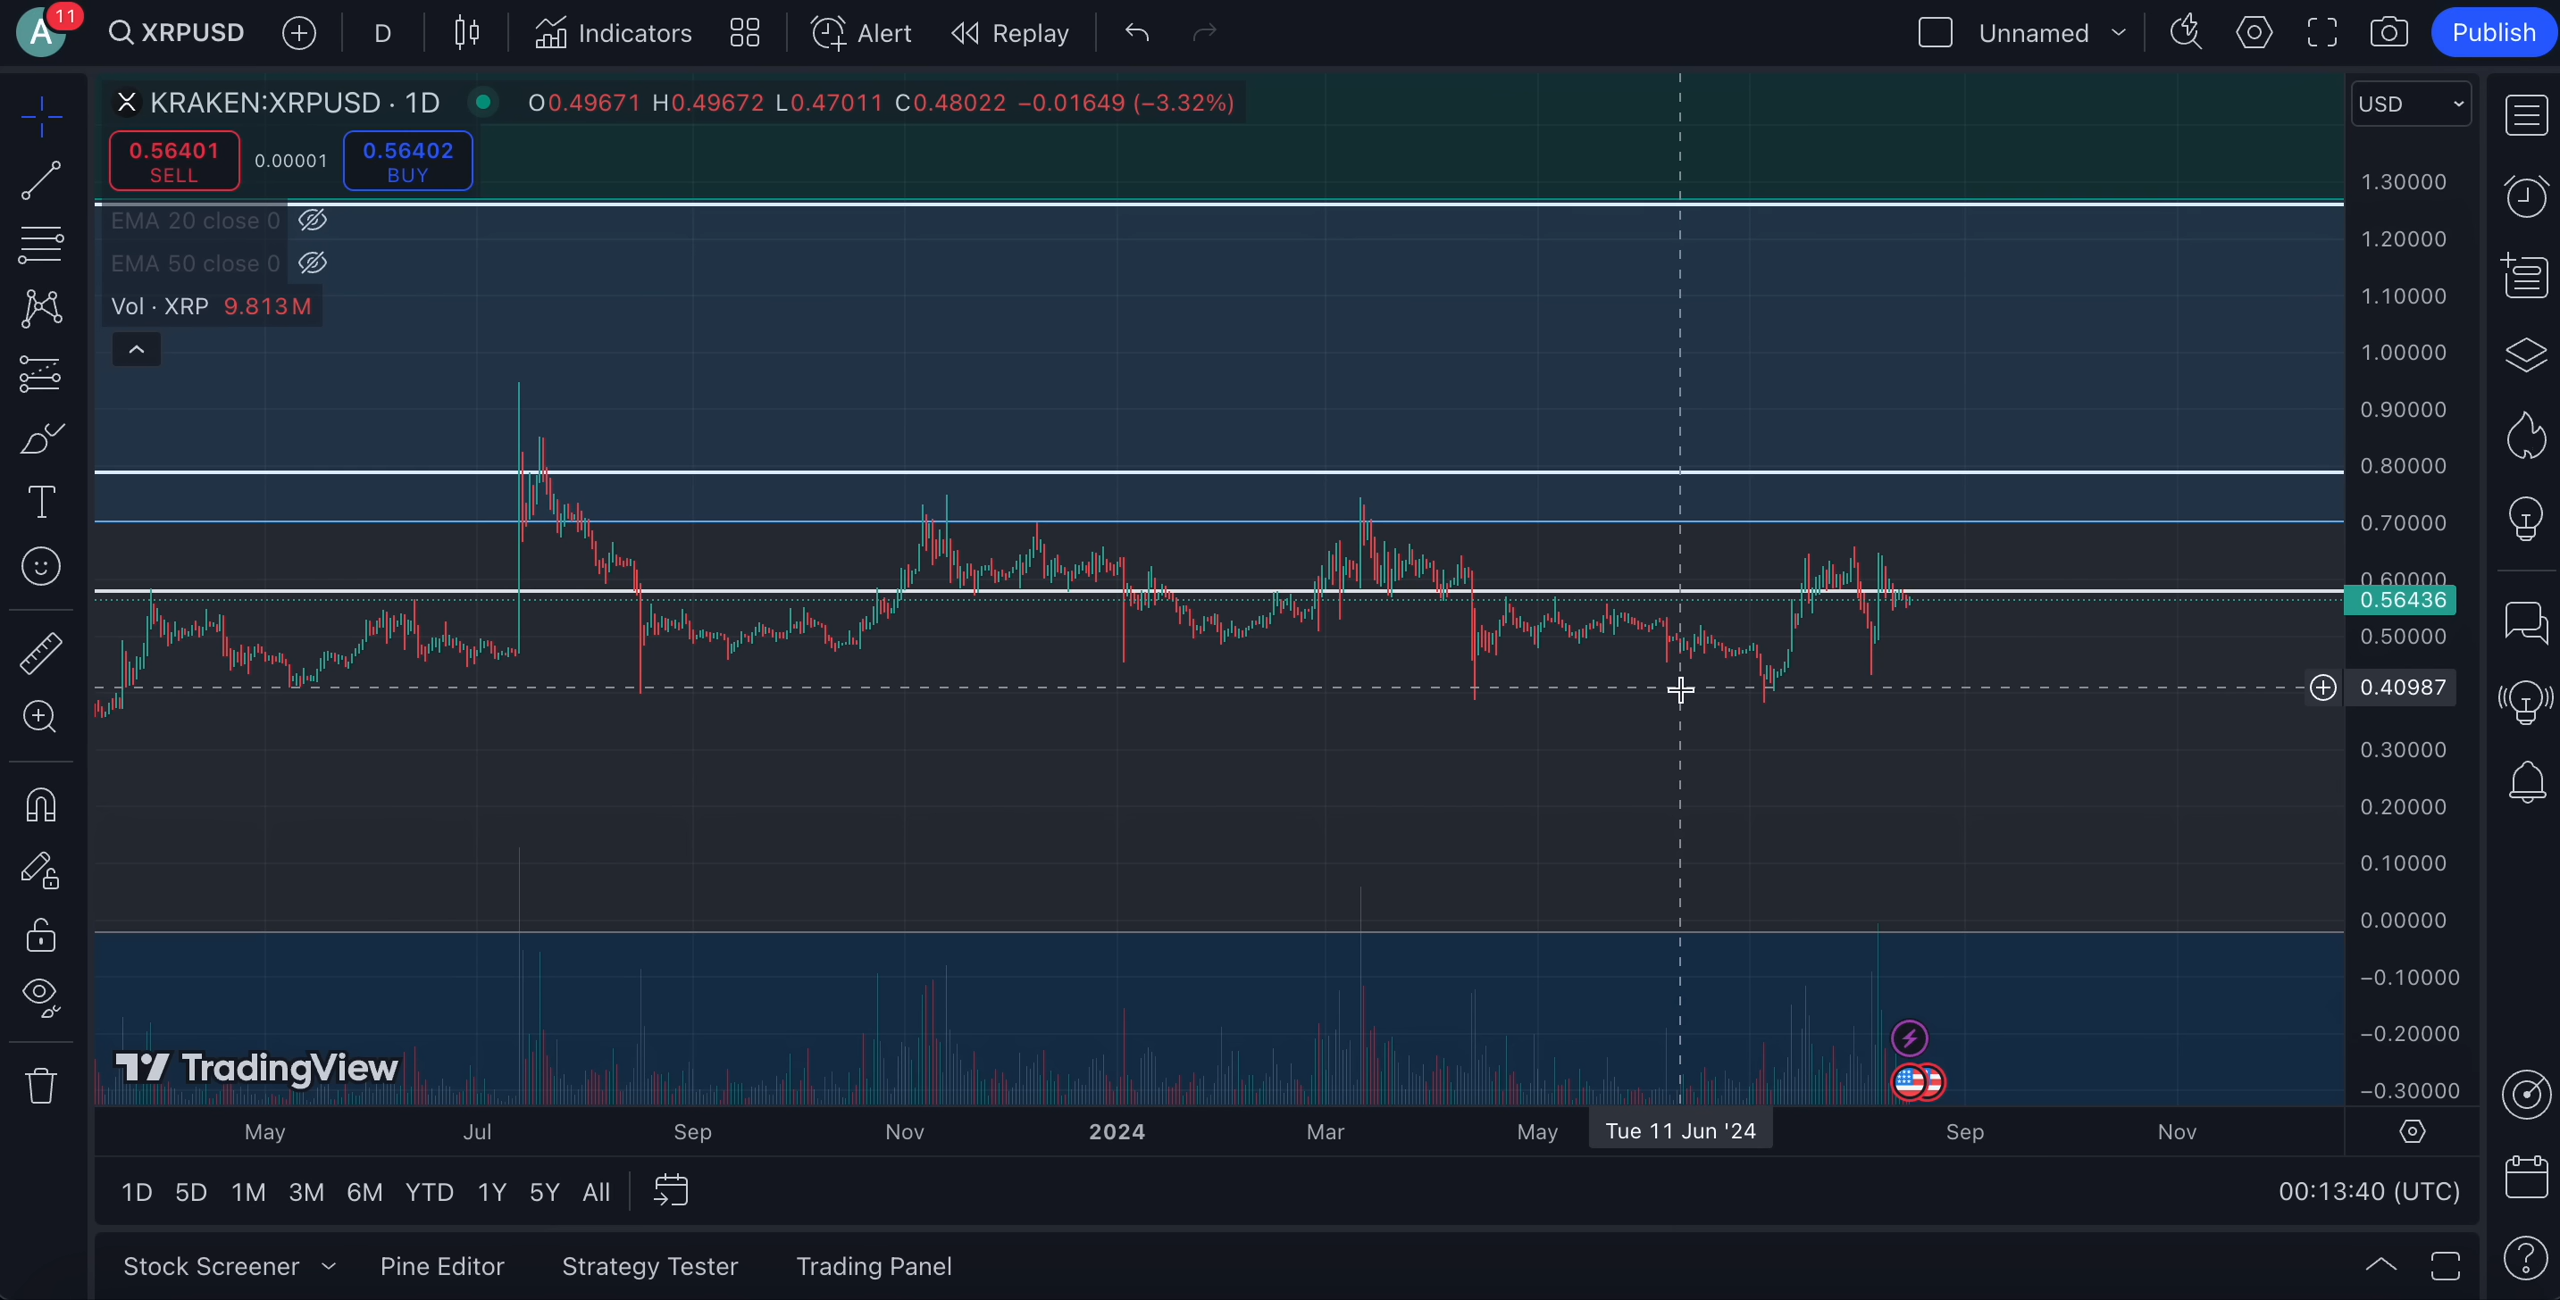 A 11 XRPUSD D Indicators Alert Replay Unnamed Publish
KRAKEN:XRPUSD · 1D O0.49671 H0.49672 L0.47011 C0.48022 −0.01649 (−3.32%)
USD
0.56401 SELL
0.00001
0.56402 BUY
EMA 20 close 0
EMA 50 close 0
Vol · XRP 9.813M
1.30000
1.20000
1.10000
1.00000
0.90000
0.80000
0.70000
0.60000
0.56436
0.50000
0.40987
0.30000
0.20000
0.10000
0.00000
−0.10000
−0.20000
−0.30000
TradingView
May Jul Sep Nov 2024 Mar May Tue 11 Jun '24 Sep Nov
1D 5D 1M 3M 6M YTD 1Y 5Y All 00:13:40 (UTC)
Stock Screener Pine Editor Strategy Tester Trading Panel